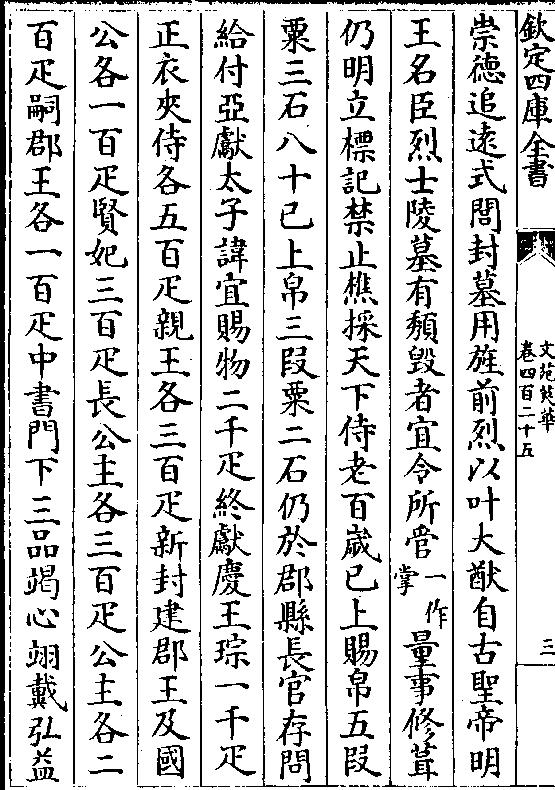 欽定四庫全書
文苑英華
卷四百二十五
三
崇德追遠式閭封墓用旌前烈以叶大猷自古聖帝明
王名臣烈士陵墓有頽毁者宜令所管一作掌量事修葺
仍明立標記禁止樵採天下侍老百歲已上賜帛五段
粟三石八十已上帛三段粟二石仍於郡縣長官存問
給付亞獻太子諱宜賜物二千疋終獻慶王琮一千疋
正衣夾侍各五百疋親王各三百疋新封建郡王及國
公各一百疋賢妃三百疋長公主各三百疋公主各二
百疋嗣郡王各一百疋中書門下三品竭心翊戴弘益